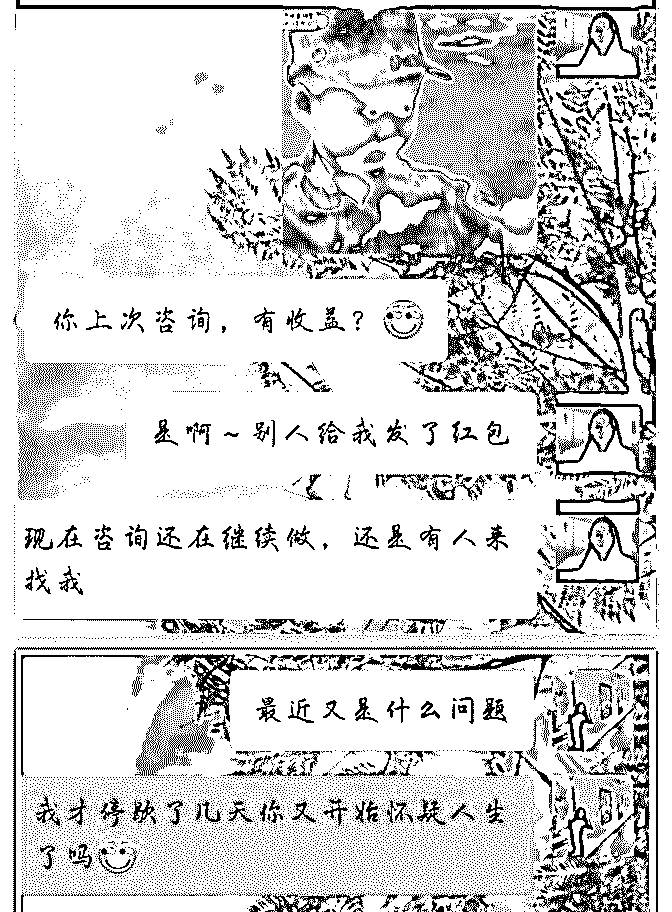 你上次咨询，有收益？
是啊～别人给我发了红包
现在咨询还在继续做，还是有人来
找我
最近又是什么问题
我才停歇了几天你又开始怀疑人生
了吗